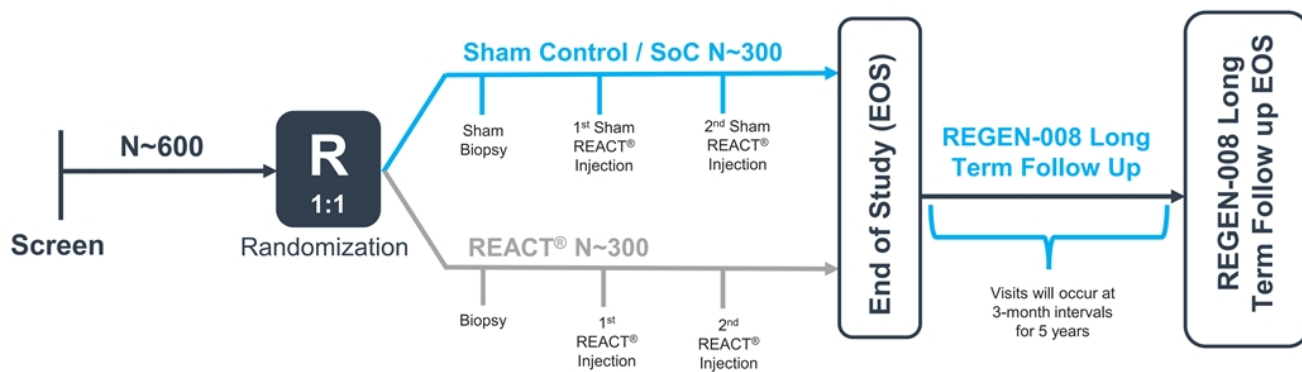 Screen
N~600
R
1:1
Randomization
Sham Control / SoC N~300
Sham
Biopsy
1st Sham
REACT®
Injection
2nd Sham
REACT®
Injection
REACT® N~300
Biopsy
1st
REACT®
Injection
2nd
REACT®
Injection
End of Study (EOS)
REGEN-008 Long
Term Follow Up
Visits will occur at
3-month intervals
for 5 years
REGEN-008 Long
Term Follow up EOS